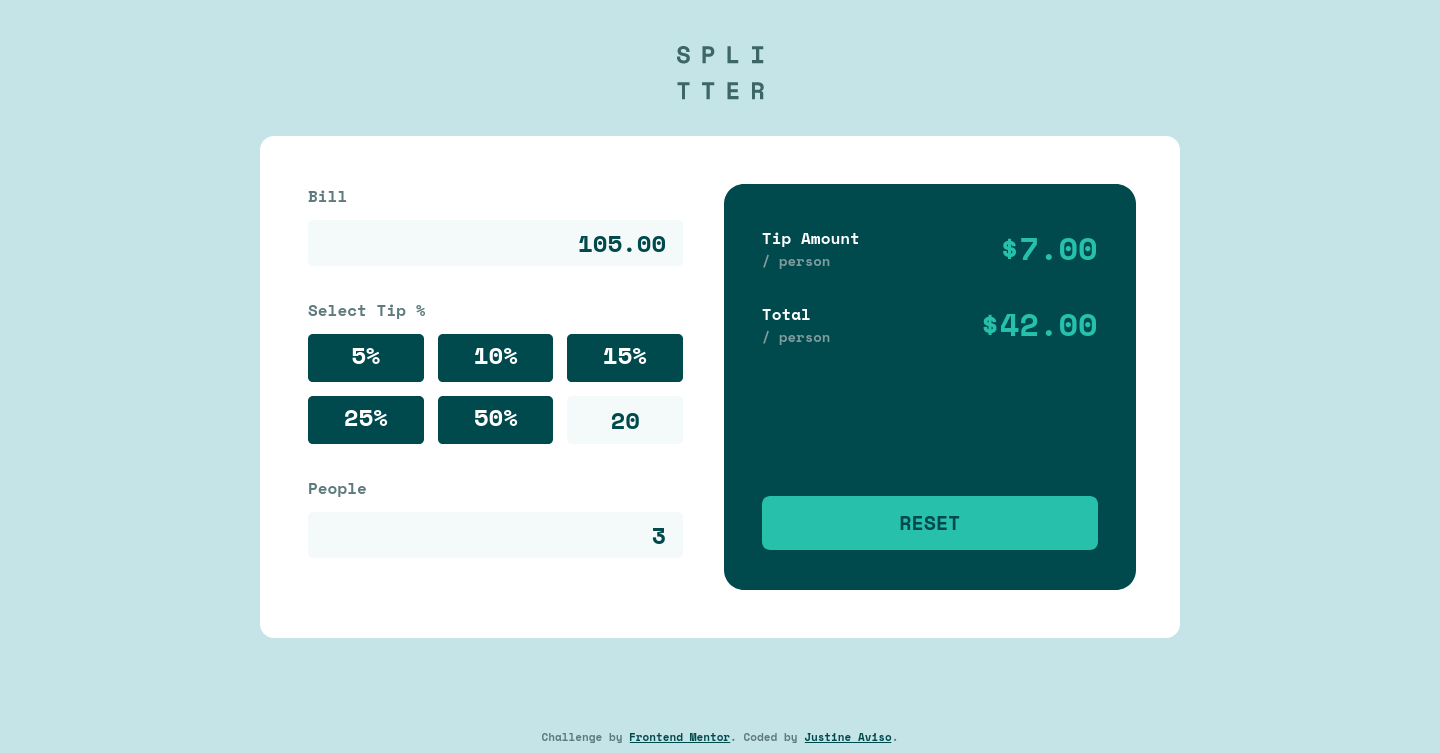 SPLI
TTER
Bill
105.00
Select Tip %
5% 10% 15%
25% 50% 20
People
3
Tip Amount
/ person
$7.00
Total
/ person
$42.00
RESET
Challenge by Frontend Mentor. Coded by Justine Aviso.